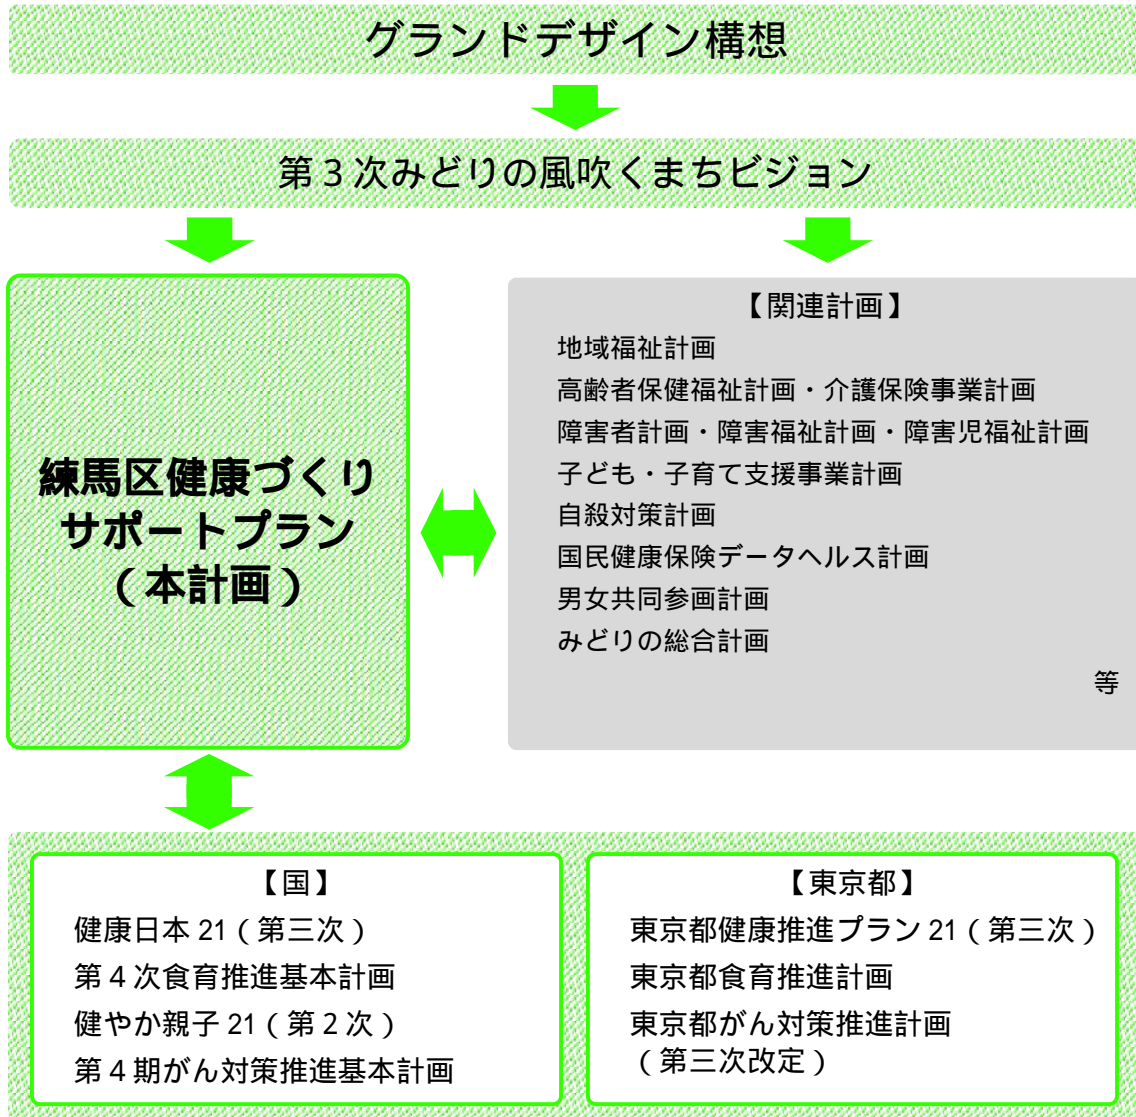 グランドデザイン構想
第3次みどりの風吹くまちビジョン
練馬区健康づくり
サポートプラン
（本計画）
【関連計画】
地域福祉計画
高齢者保健福祉計画・介護保険事業計画
障害者計画・障害福祉計画・障害児福祉計画
子ども・子育て支援事業計画
自殺対策計画
国民健康保険データヘルス計画
男女共同参画計画
みどりの総合計画
等
【国】
健康日本 21（第三次）
第4次食育推進基本計画
健やか親子 21（第2次）
第4期がん対策推進基本計画
【東京都】
東京都健康推進プラン 21（第三次）
東京都食育推進計画
東京都がん対策推進計画
（第三次改定）